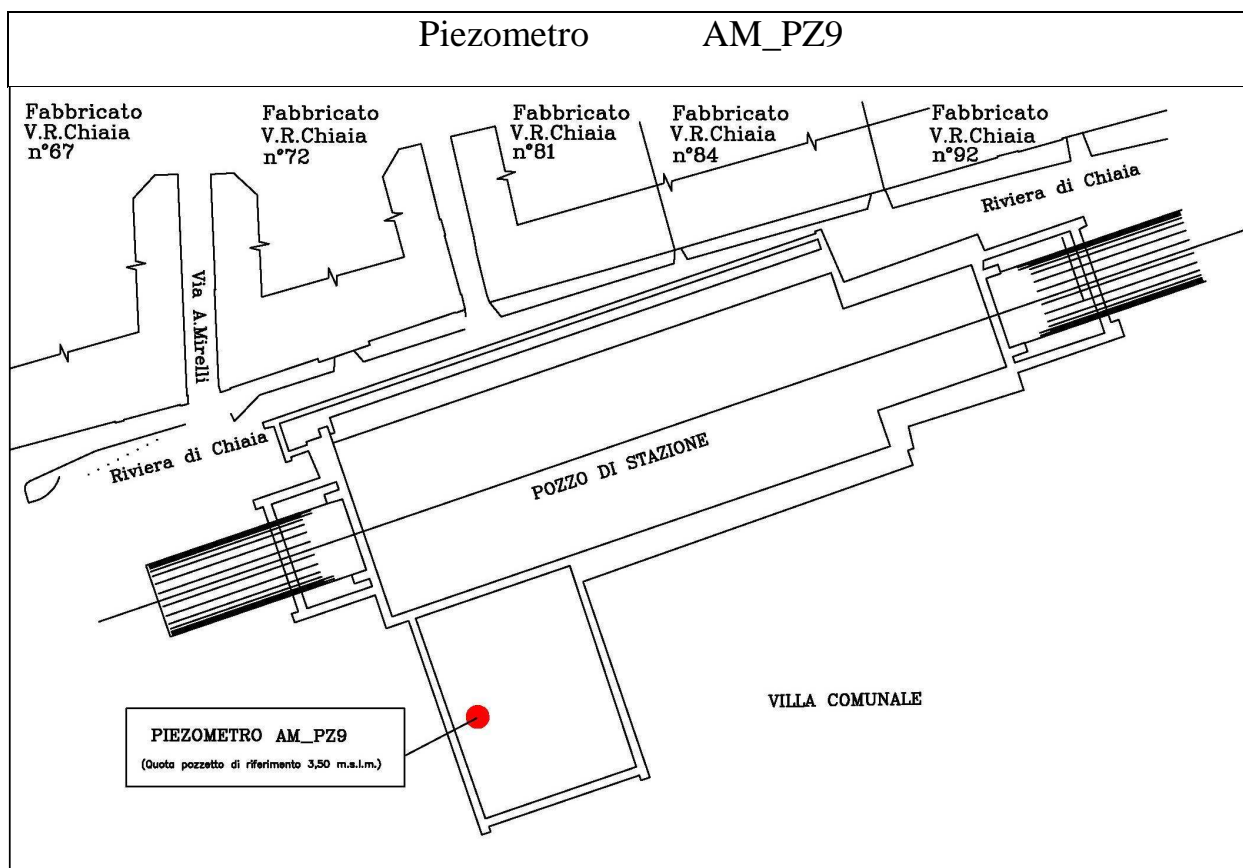 Piezometro AM_PZ9
Fabbricato
V.R.Chiaia
n°67
Fabbricato
V.R.Chiaia
n°72
Fabbricato
V.R.Chiaia
n°81
Fabbricato
V.R.Chiaia
n°84
Fabbricato
V.R.Chiaia
n°92
Riviera di Chiaia
Via A.Mirelli
Riviera di Chiaia
POZZO DI STAZIONE
VILLA COMUNALE
PIEZOMETRO AM_PZ9
(Quota pozzetto di riferimento 3,50 m.s.l.m.)